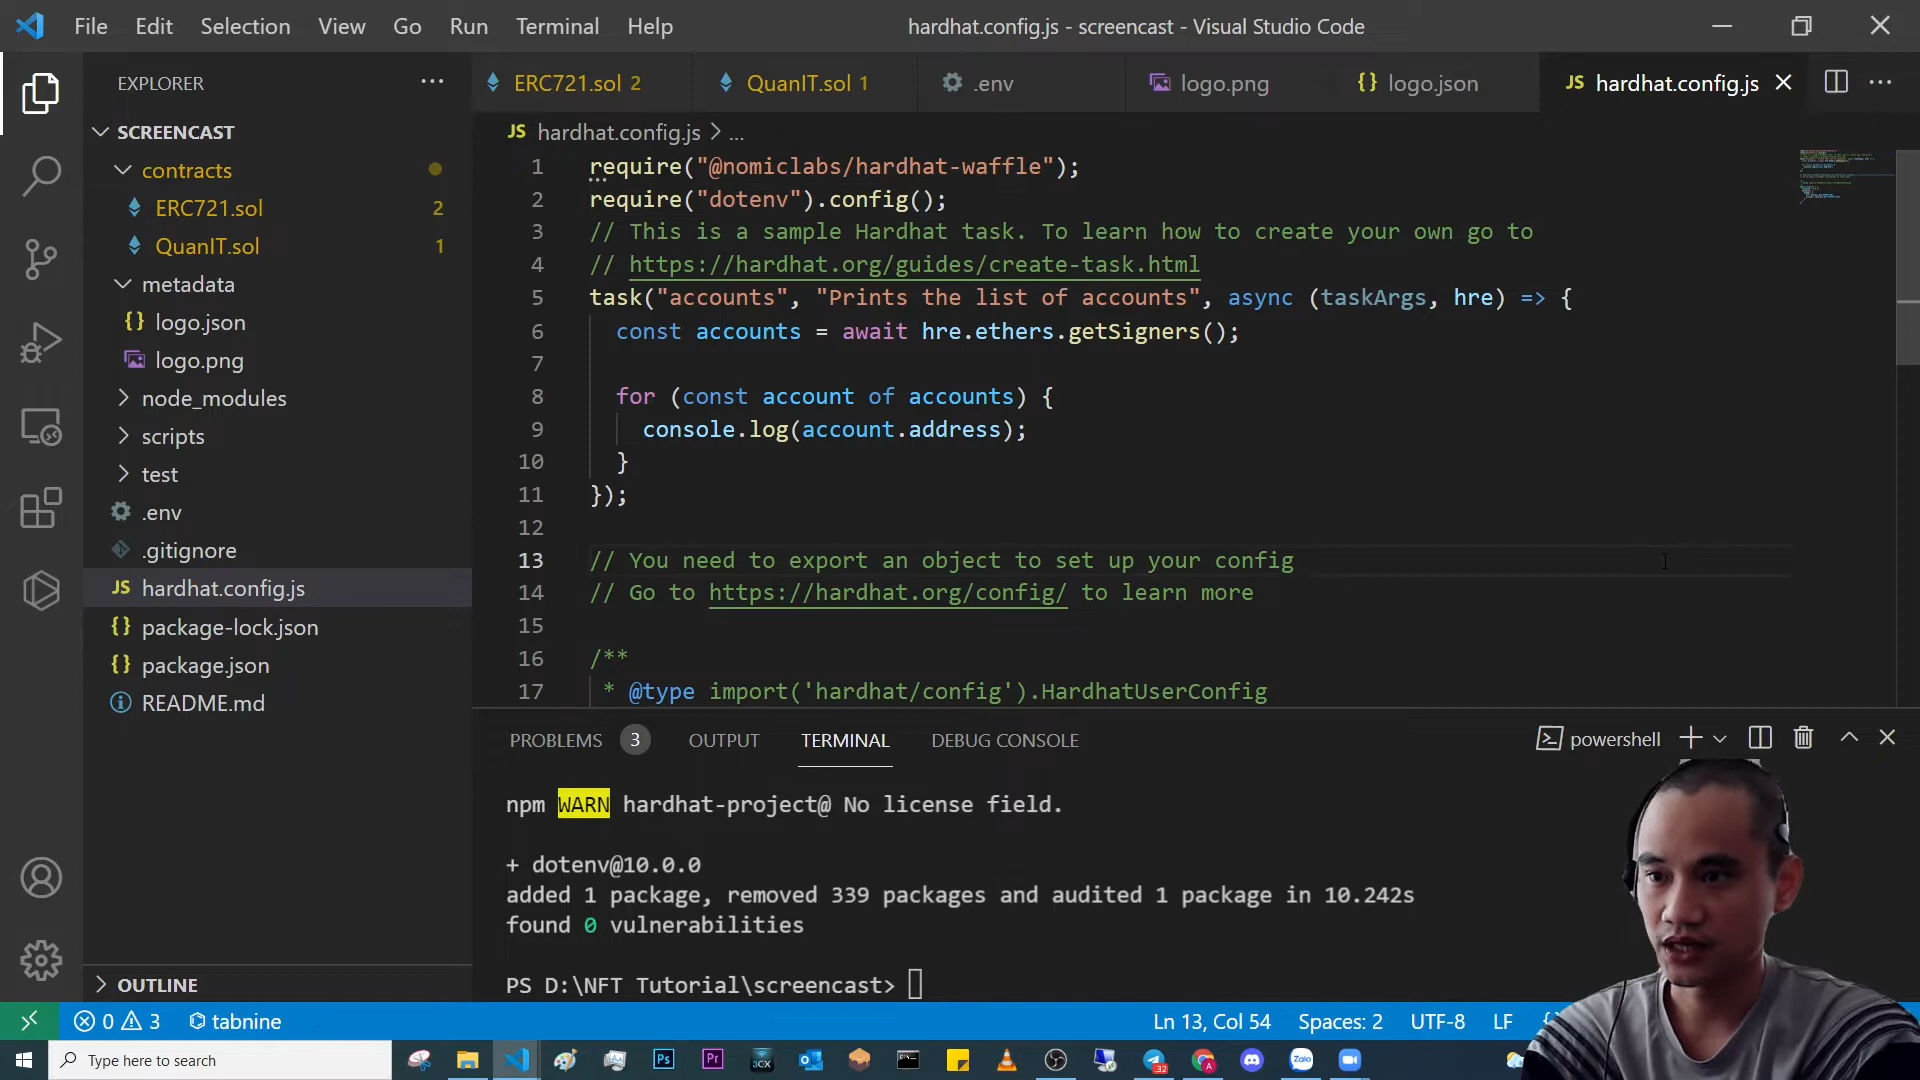 File Edit Selection View Go Run Terminal Help
hardhat.config.js - screencast - Visual Studio Code
EXPLORER
ERC721.sol 2
QuanIT.sol 1
.env
logo.png
logo.json
JS hardhat.config.js
SCREENCAST
contracts
ERC721.sol 2
QuanIT.sol 1
metadata
logo.json
logo.png
node_modules
scripts
test
.env
.gitignore
JS hardhat.config.js
package-lock.json
package.json
README.md
OUTLINE
JS hardhat.config.js > ...
1 require("@nomiclabs/hardhat-waffle");
2 require("dotenv").config();
3 // This is a sample Hardhat task. To learn how to create your own go to
4 // https://hardhat.org/guides/create-task.html
5 task("accounts", "Prints the list of accounts", async (taskArgs, hre) => {
6 const accounts = await hre.ethers.getSigners();
7
8 for (const account of accounts) {
9 console.log(account.address);
10 }
11 });
12
13 // You need to export an object to set up your config
14 // Go to https://hardhat.org/config/ to learn more
15
16 /**
17 * @type import('hardhat/config').HardhatUserConfig
PROBLEMS 3 OUTPUT TERMINAL DEBUG CONSOLE
powershell
npm WARN hardhat-project@ No license field.
+ dotenv@10.0.0
added 1 package, removed 339 packages and audited 1 package in 10.242s
found 0 vulnerabilities
PS D:\NFT Tutorial\screencast>
0 3 tabnine
Ln 13, Col 54 Spaces: 2 UTF-8 LF
Type here to search
Ps Pr 3CX Zalo